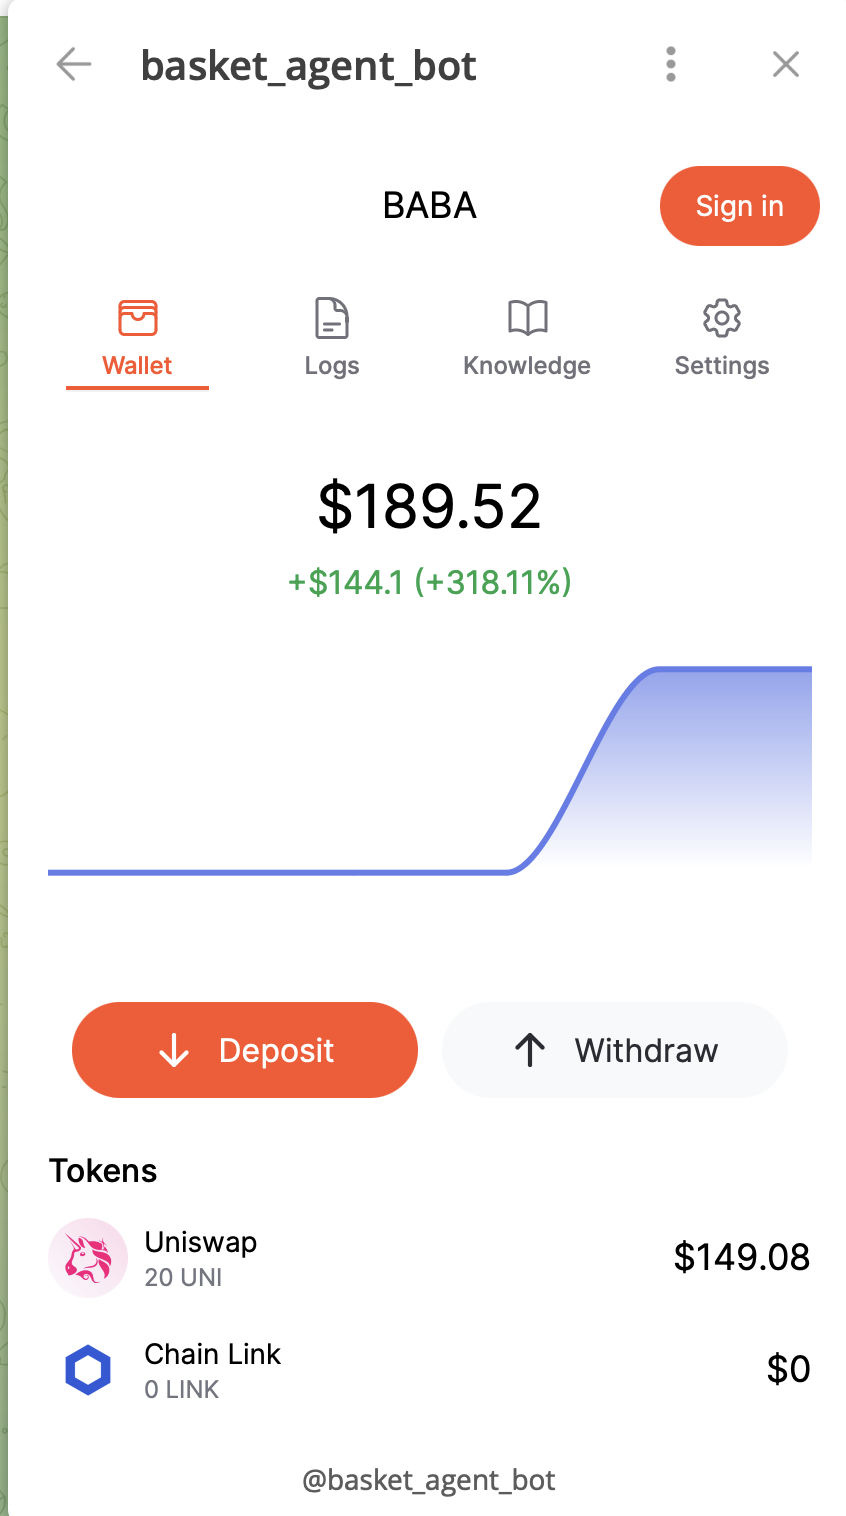 basket_agent_bot
BABA
Sign in
Wallet
Logs
Knowledge
Settings
$189.52
+$144.1 (+318.11%)
Deposit
Withdraw
Tokens
Uniswap
$149.08
20 UNI
Chain Link
$0
0 LINK
@basket_agent_bot